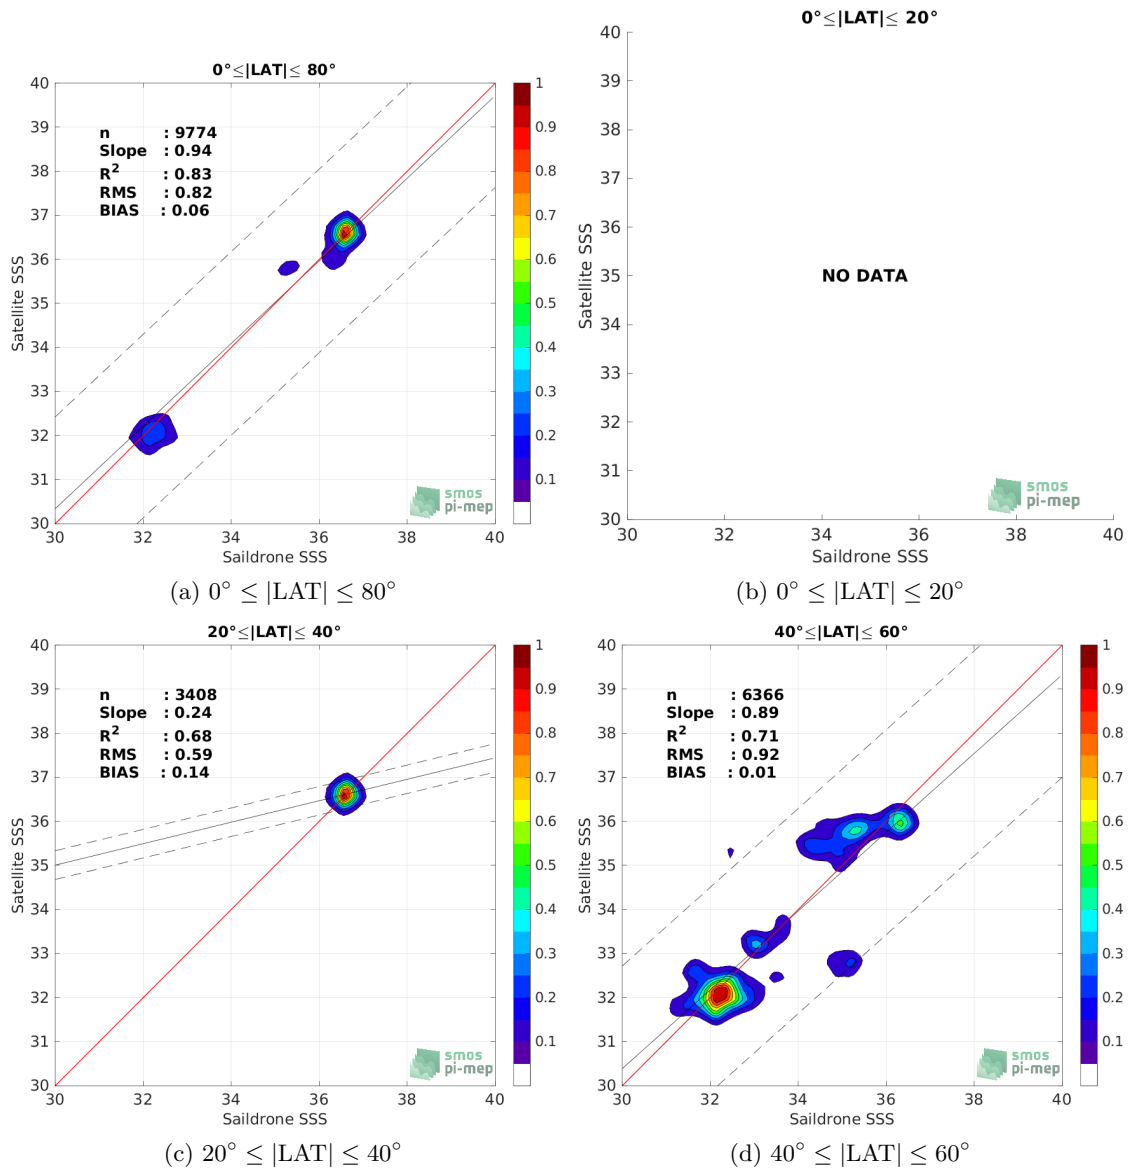 0°≤|LAT|≤ 80°
n : 9774
Slope : 0.94
R² : 0.83
RMS : 0.82
BIAS : 0.06
40
39
38
37
36
35
34
33
32
31
30
Satellite SSS
30 32 34 36 38 40
Saildrone SSS
1
0.9
0.8
0.7
0.6
0.5
0.4
0.3
0.2
0.1
smos
pi-mep
(a) 0° ≤ |LAT| ≤ 80°
0°≤|LAT|≤ 20°
40
39
38
37
36
35
34
33
32
31
30
Satellite SSS
NO DATA
30 32 34 36 38 40
Saildrone SSS
smos
pi-mep
(b) 0° ≤ |LAT| ≤ 20°
20°≤|LAT|≤ 40°
n : 3408
Slope : 0.24
R² : 0.68
RMS : 0.59
BIAS : 0.14
40
39
38
37
36
35
34
33
32
31
30
Satellite SSS
30 32 34 36 38 40
Saildrone SSS
1
0.9
0.8
0.7
0.6
0.5
0.4
0.3
0.2
0.1
smos
pi-mep
(c) 20° ≤ |LAT| ≤ 40°
40°≤|LAT|≤ 60°
n : 6366
Slope : 0.89
R² : 0.71
RMS : 0.92
BIAS : 0.01
40
39
38
37
36
35
34
33
32
31
30
Satellite SSS
30 32 34 36 38 40
Saildrone SSS
1
0.9
0.8
0.7
0.6
0.5
0.4
0.3
0.2
0.1
smos
pi-mep
(d) 40° ≤ |LAT| ≤ 60°